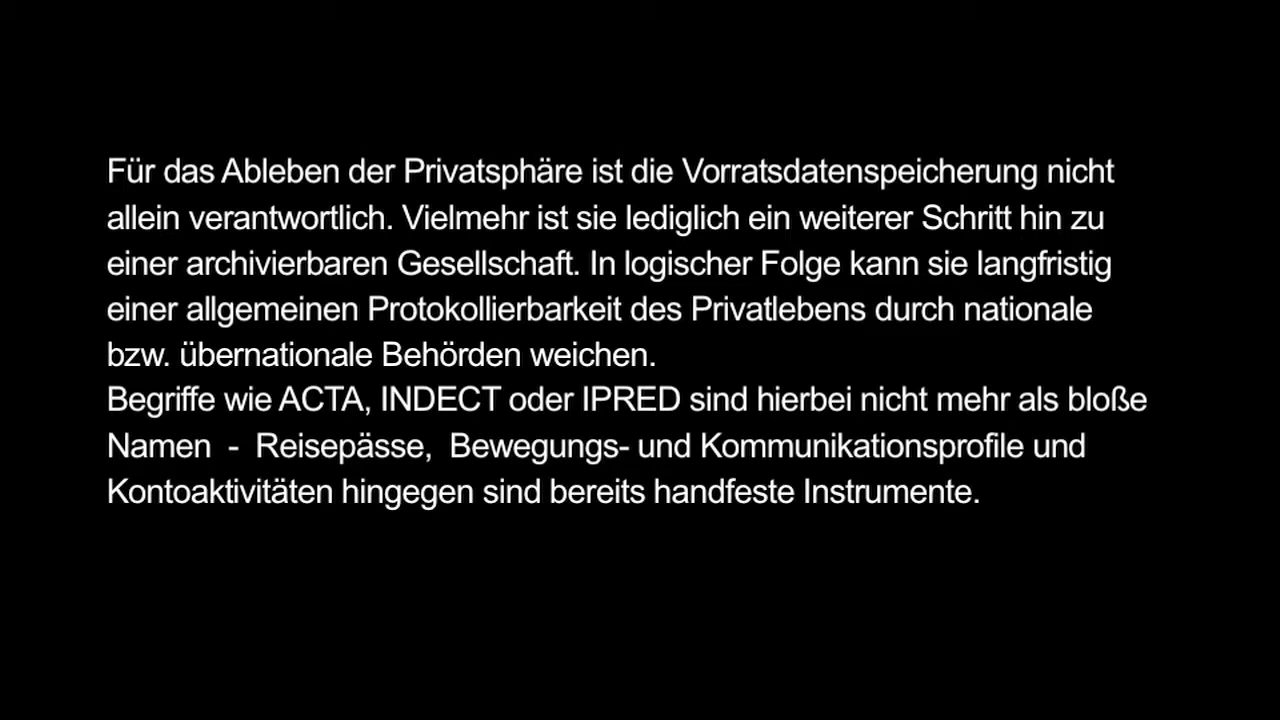 Für das Ableben der Privatsphäre ist die Vorratsdatenspeicherung nicht
allein verantwortlich. Vielmehr ist sie lediglich ein weiterer Schritt hin zu
einer archivierbaren Gesellschaft. In logischer Folge kann sie langfristig
einer allgemeinen Protokollierbarkeit des Privatlebens durch nationale
bzw. übernationale Behörden weichen.
Begriffe wie ACTA, INDECT oder IPRED sind hierbei nicht mehr als bloße
Namen  -  Reisepässe,  Bewegungs- und Kommunikationsprofile und
Kontoaktivitäten hingegen sind bereits handfeste Instrumente.